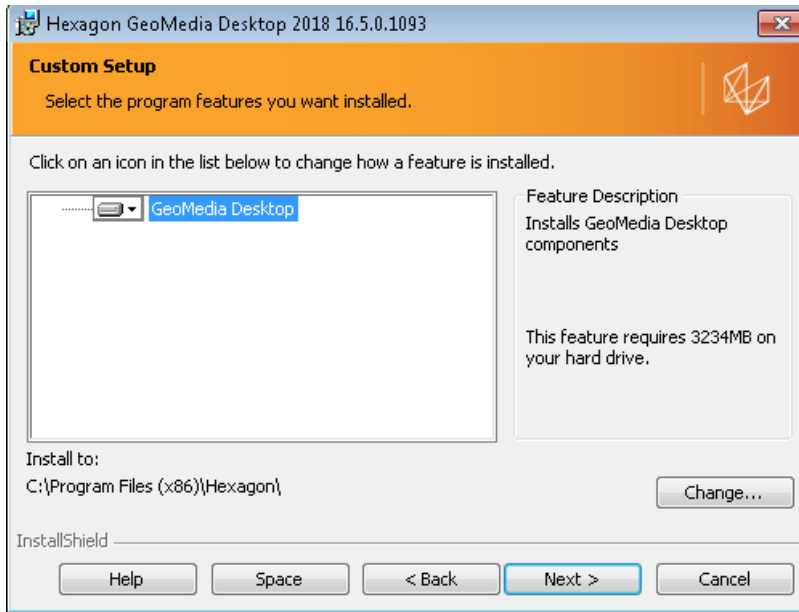 Hexagon GeoMedia Desktop 2018 16.5.0.1093
Custom Setup
Select the program features you want installed.
Click on an icon in the list below to change how a feature is installed.
GeoMedia Desktop
Feature Description
Installs GeoMedia Desktop
components
This feature requires 3234MB on
your hard drive.
Install to:
C:\Program Files (x86)\Hexagon\
Change...
InstallShield
Help
Space
< Back
Next >
Cancel